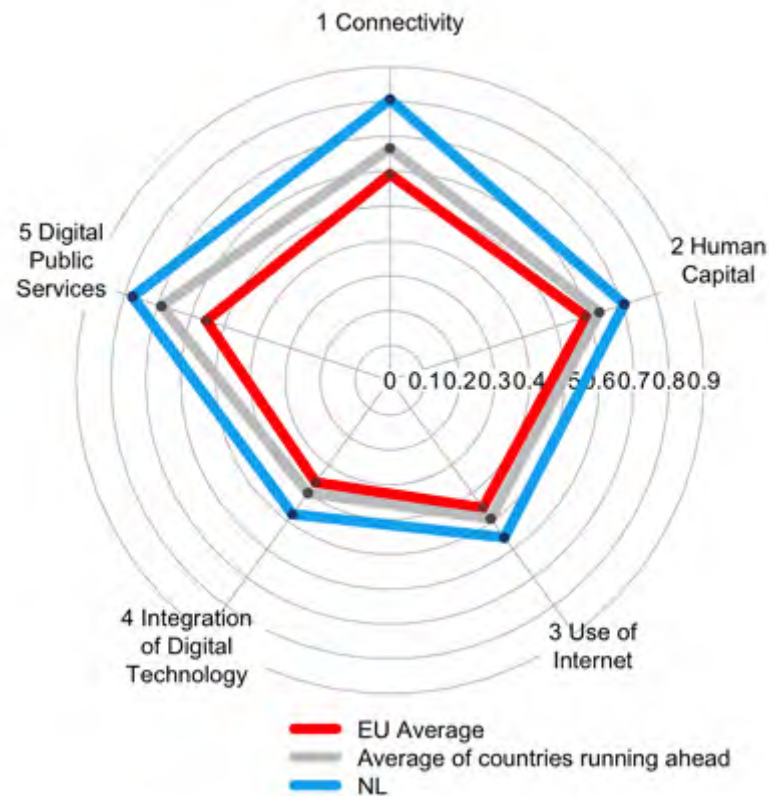 1 Connectivity
5 Digital
Public
Services
2 Human
Capital
0 0.10.20.30.4 .50.60.70.80.9
4 Integration
of Digital
Technology
3 Use of
Internet
EU Average
Average of countries running ahead
NL